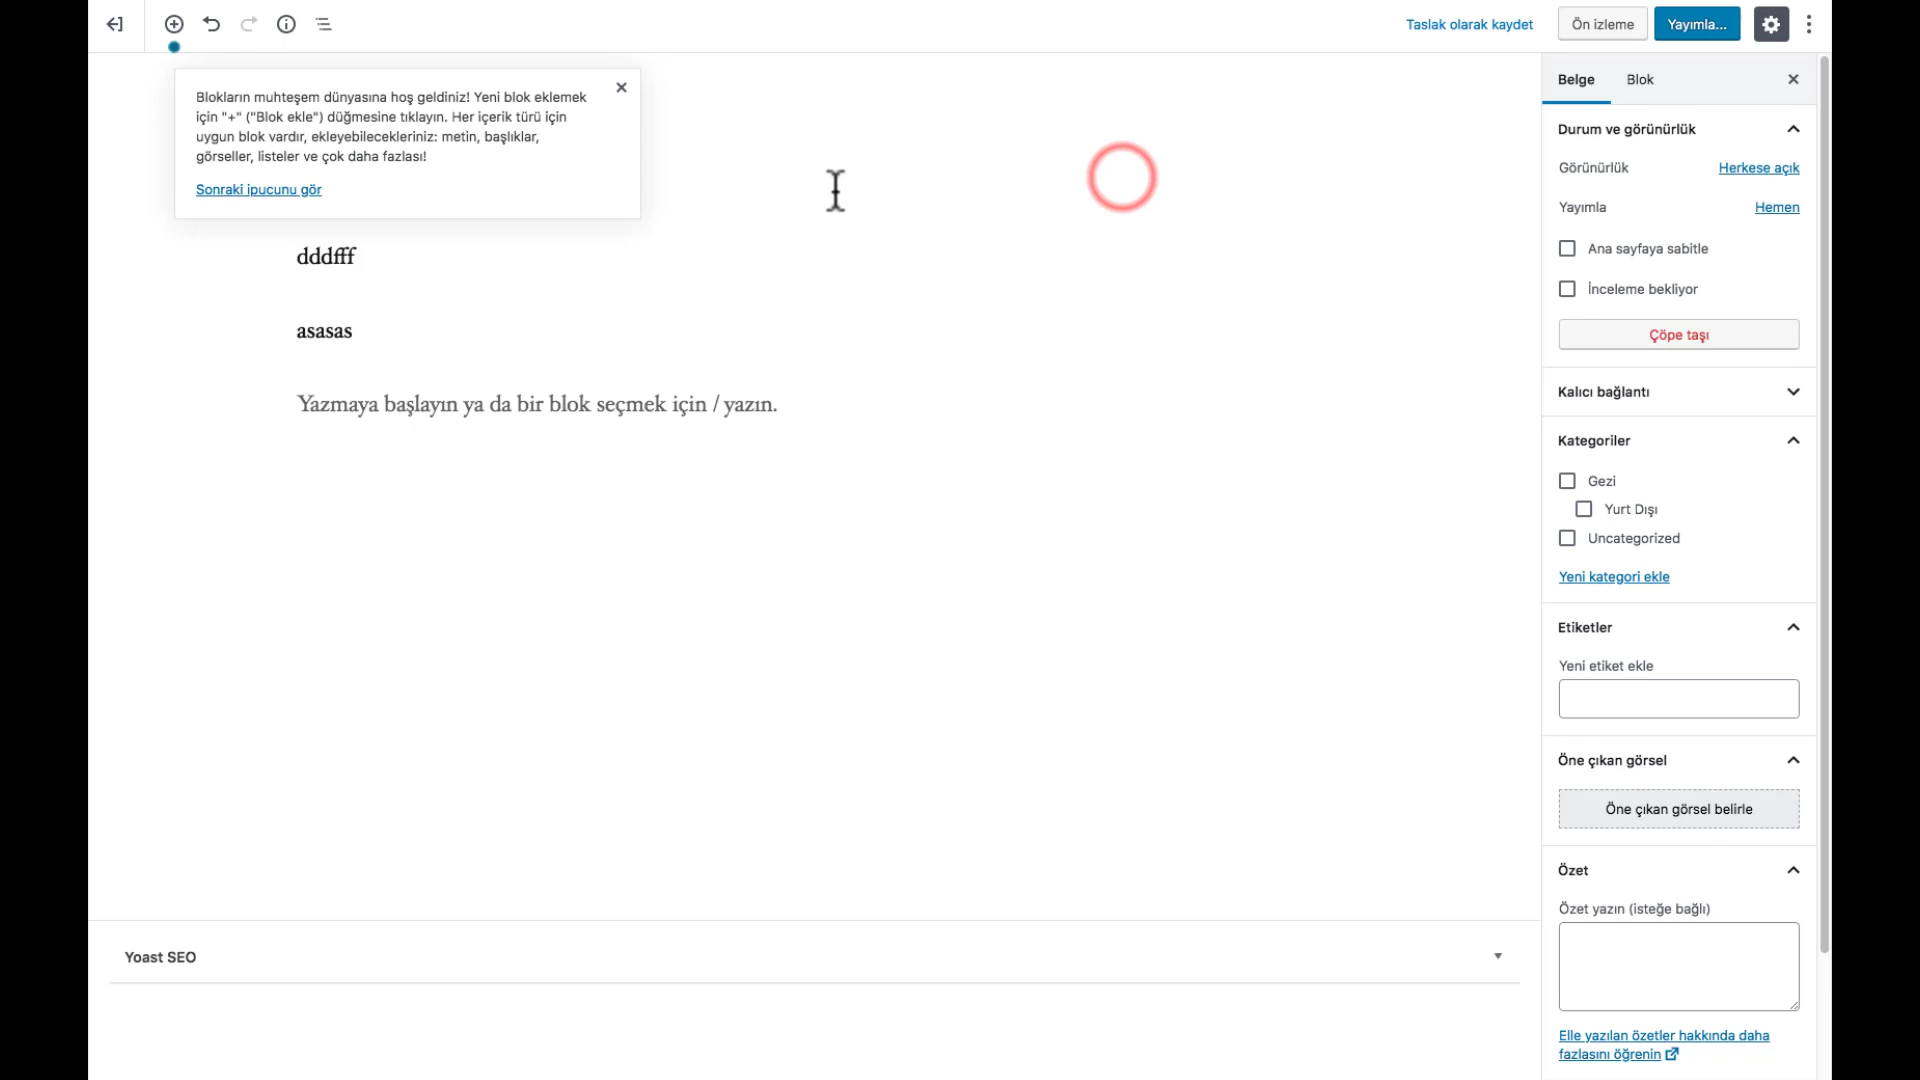 Taslak olarak kaydet
Ön izleme
Yayımla...
Blokların muhteşem dünyasına hoş geldiniz! Yeni blok eklemek
için "+" ("Blok ekle") düğmesine tıklayın. Her içerik türü için
uygun blok vardır, ekleyebilecekleriniz: metin, başlıklar,
görseller, listeler ve çok daha fazlası!
Sonraki ipucunu gör
dddfff
asasas
Yazmaya başlayın ya da bir blok seçmek için / yazın.
Yoast SEO
Belge
Blok
Durum ve görünürlük
Görünürlük
Herkese açık
Yayımla
Hemen
Ana sayfaya sabitle
İnceleme bekliyor
Çöpe taşı
Kalıcı bağlantı
Kategoriler
Gezi
Yurt Dışı
Uncategorized
Yeni kategori ekle
Etiketler
Yeni etiket ekle
Öne çıkan görsel
Öne çıkan görsel belirle
Özet
Özet yazın (isteğe bağlı)
Elle yazılan özetler hakkında daha
fazlasını öğrenin